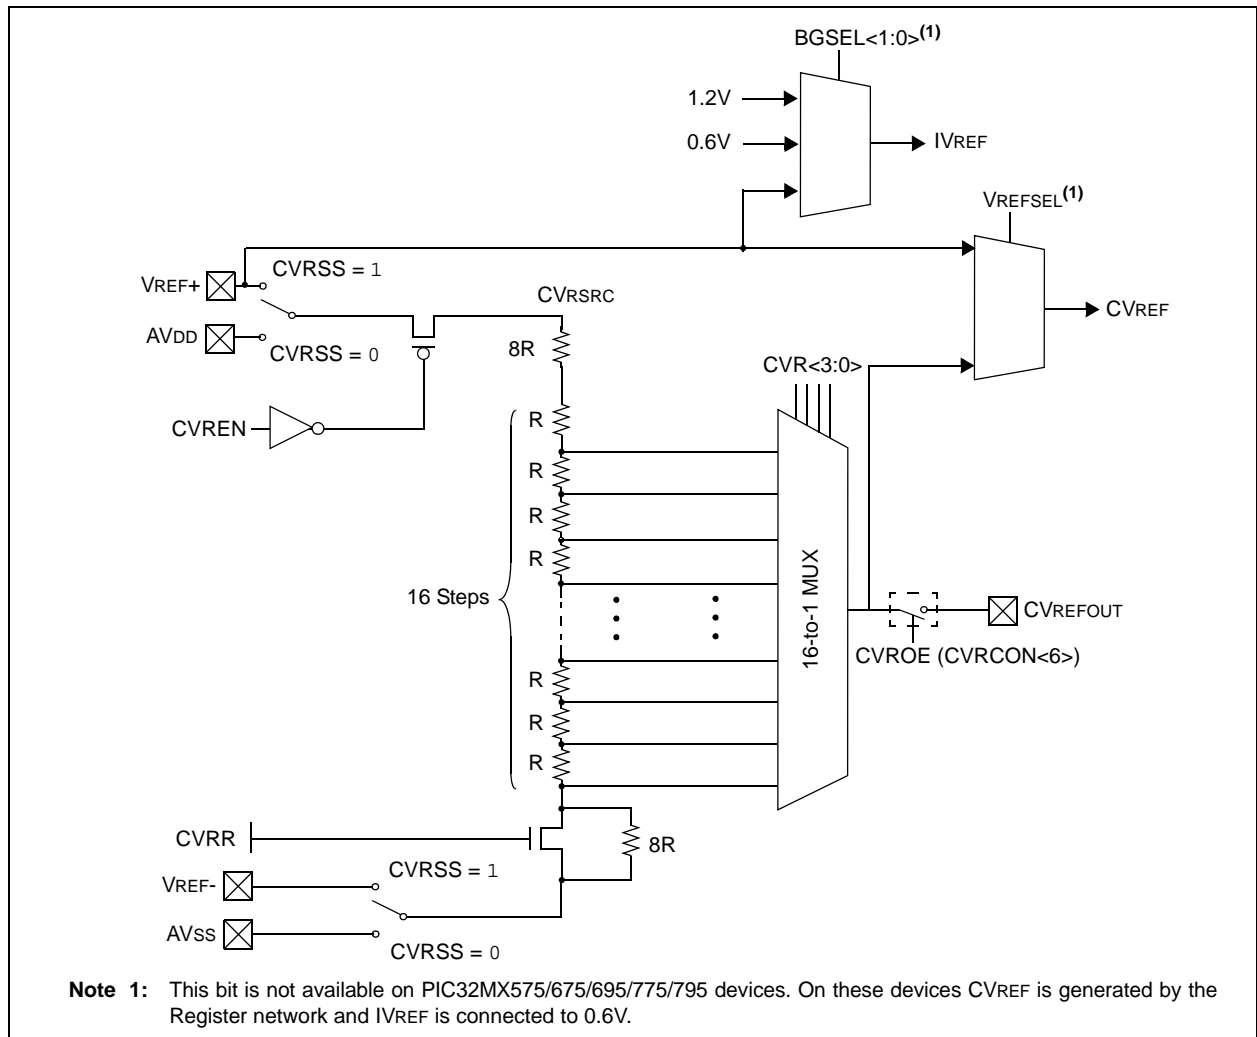 BGSEL<1:0>(1)
1.2V
0.6V
IVREF
VREFSEL(1)
VREF+
CVRSS = 1
CVRSRC
CVREF
AVDD
CVRSS = 0
8R
CVR<3:0>
CVREN
R
R
R
R
16 Steps
16-to-1 MUX
CVREFOUT
CVROE (CVRCON<6>)
R
R
R
CVRR
8R
VREF-
CVRSS = 1
AVSS
CVRSS = 0
Note 1: This bit is not available on PIC32MX575/675/695/775/795 devices. On these devices CVREF is generated by the
Register network and IVREF is connected to 0.6V.